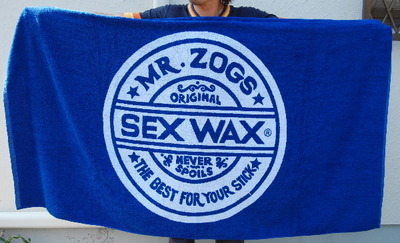 MR. ZOGS
ORIGINAL
SEX WAX®
NEVER
SPOILS
THE BEST FOR YOUR STICK